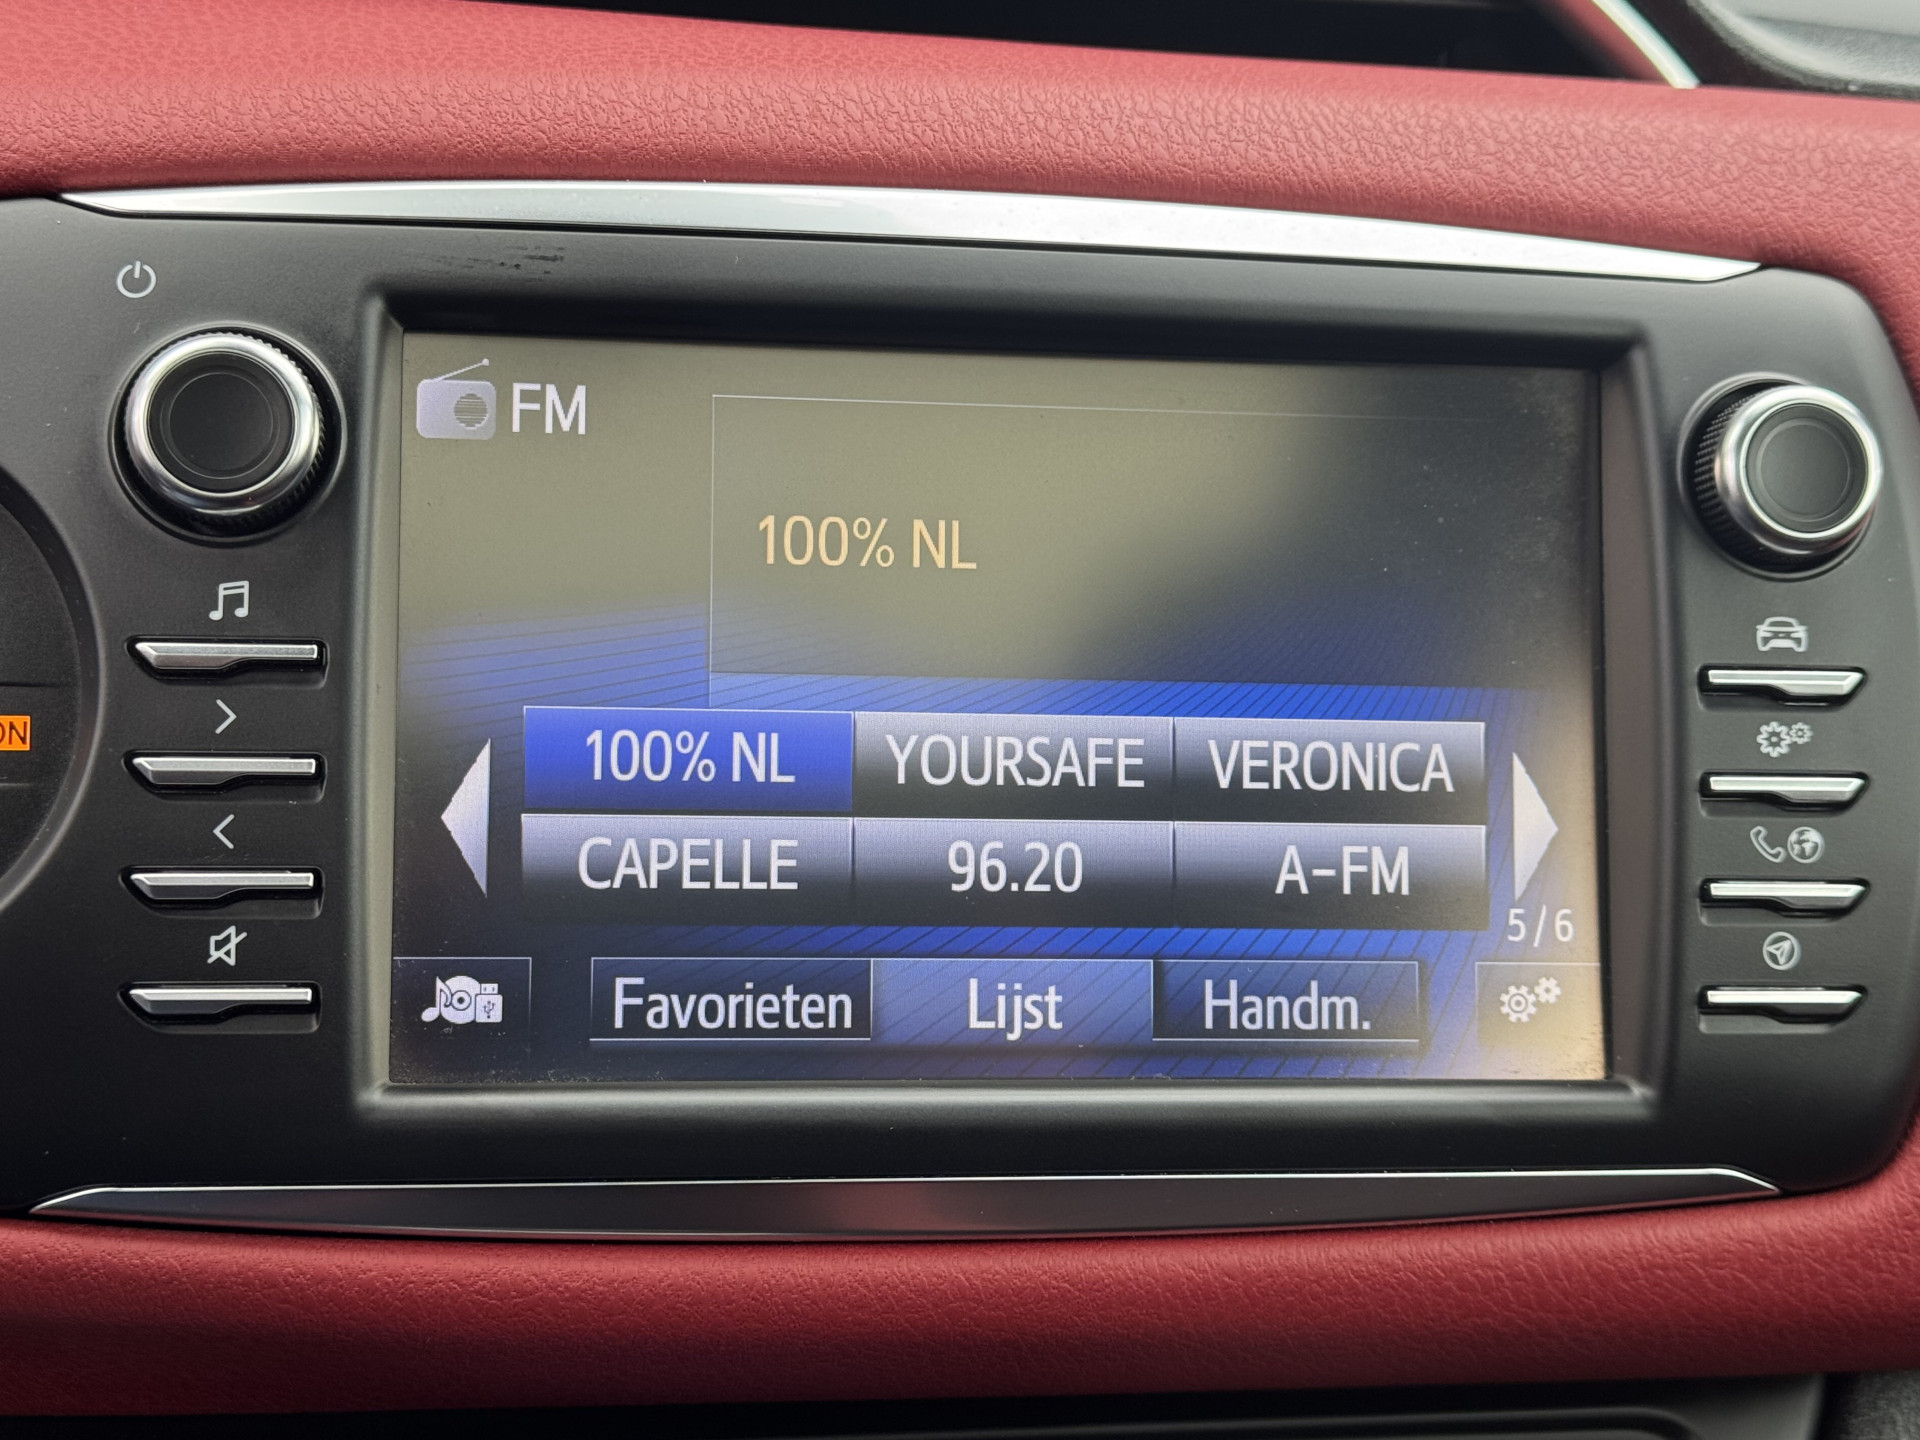 FM
100% NL
100% NL YOURSAFE VERONICA
CAPELLE 96.20 A-FM
5/6
Favorieten Lijst Handm.
ON